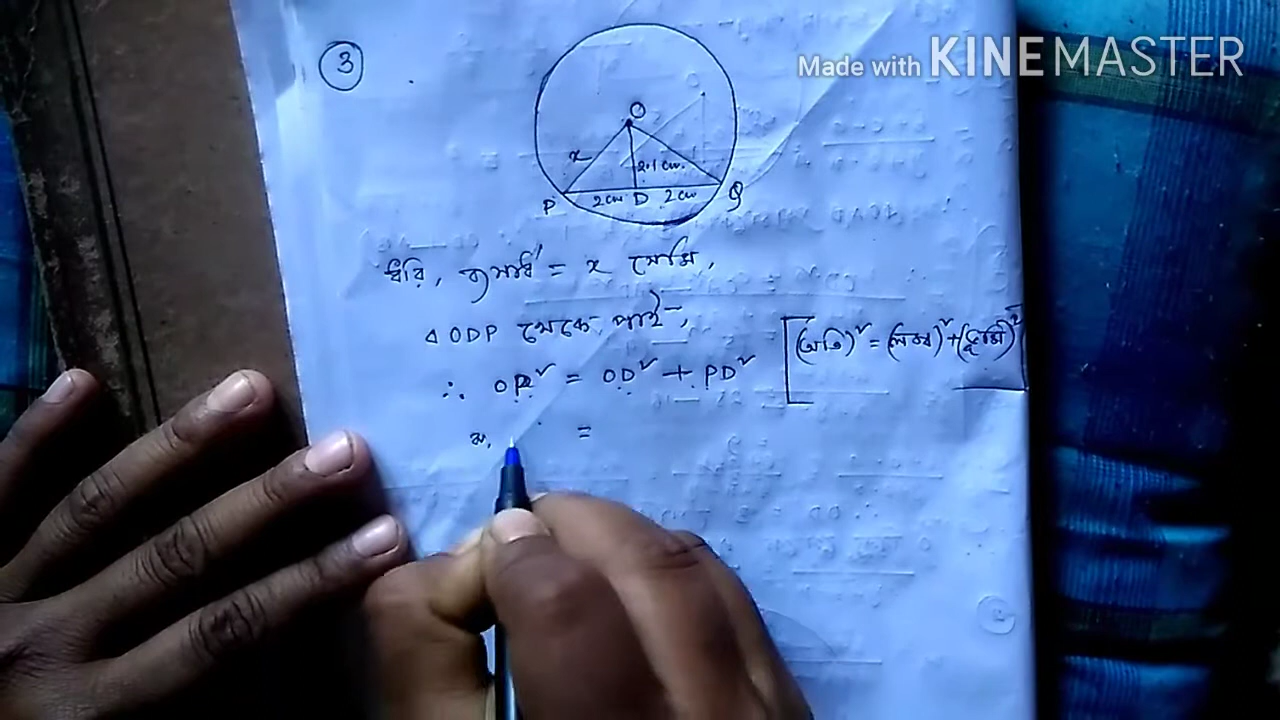 Made with KINEMASTER
3
O
x
2.1 cm.
P 2cm D 2cm Q
ধরি, ব্যাসার্ধ = x সেমি,
△ ODP থেকে পাই,
∴ OP² = OD² + PD² [(অতি)² = (লম্ব)² + (ভূমি)²
বা, =